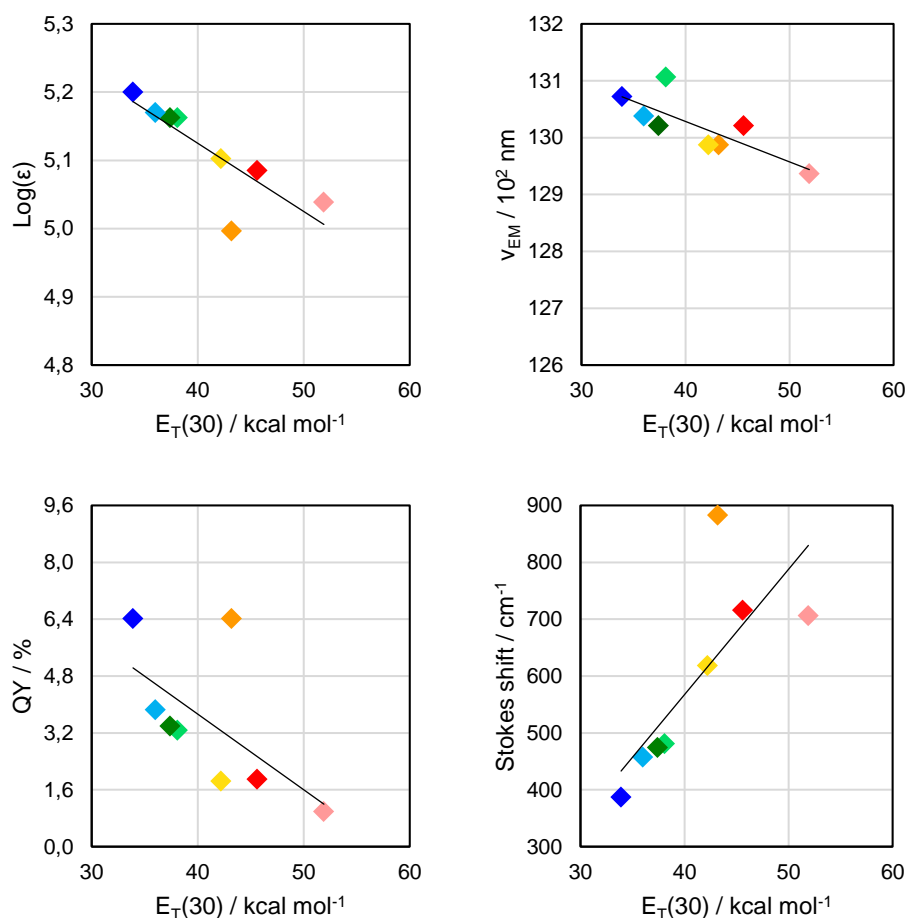 Log(ε)
5,3
5,2
5,1
5,0
4,9
4,8
30 40 50 60
E_T(30) / kcal mol⁻¹
ν_EM / 10² nm
132
131
130
129
128
127
126
30 40 50 60
E_T(30) / kcal mol⁻¹
QY / %
9,6
8,0
6,4
4,8
3,2
1,6
0,0
30 40 50 60
E_T(30) / kcal mol⁻¹
Stokes shift / cm⁻¹
900
800
700
600
500
400
300
30 40 50 60
E_T(30) / kcal mol⁻¹